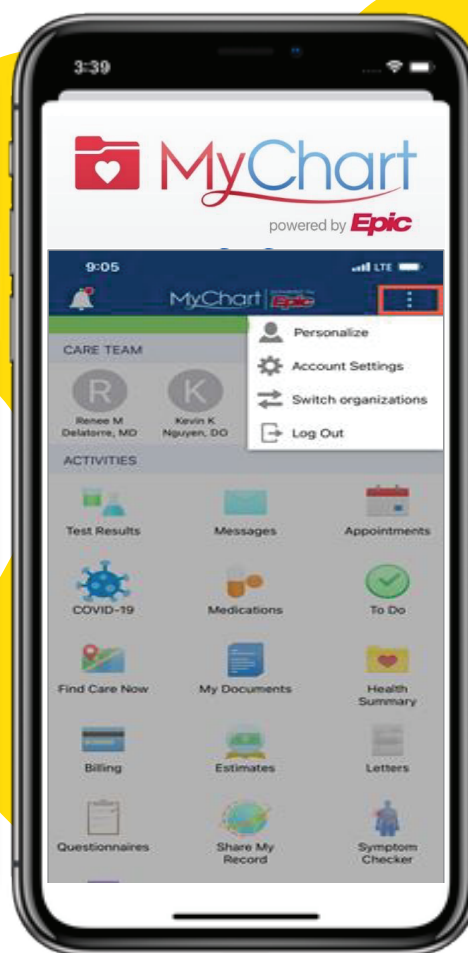 3:39
MyChart
powered by Epic
9:05
LTE
MyChart Epic
Personalize
Account Settings
Switch organizations
Log Out
CARE TEAM
R
K
Renee M
Delatorre, MD
Kevin K
Nguyen, DO
ACTIVITIES
Test Results
Messages
Appointments
COVID-19
Medications
To Do
Find Care Now
My Documents
Health
Summary
Billing
Estimates
Letters
Questionnaires
Share My
Record
Symptom
Checker